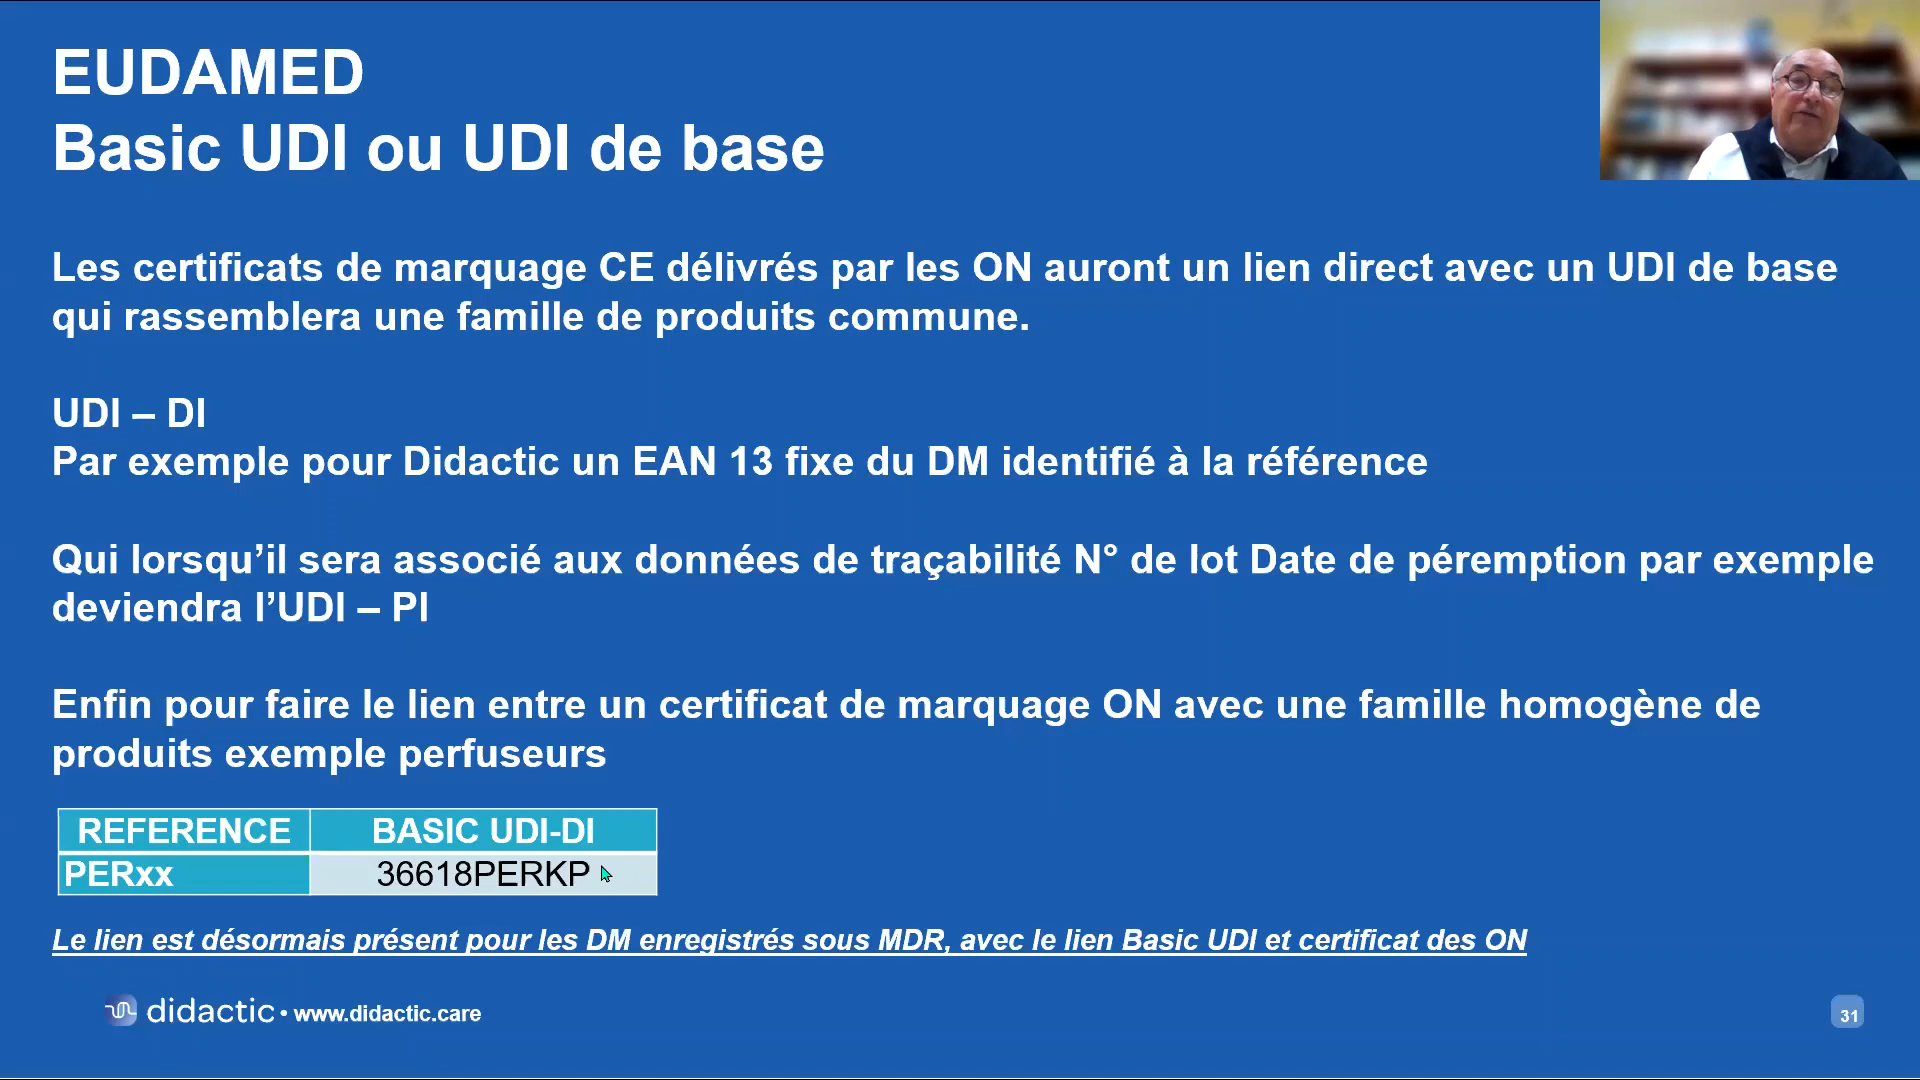 EUDAMED
Basic UDI ou UDI de base
Les certificats de marquage CE délivrés par les ON auront un lien direct avec un UDI de base
qui rassemblera une famille de produits commune.
UDI – DI
Par exemple pour Didactic un EAN 13 fixe du DM identifié à la référence
Qui lorsqu’il sera associé aux données de traçabilité N° de lot Date de péremption par exemple
deviendra l’UDI – PI
Enfin pour faire le lien entre un certificat de marquage ON avec une famille homogène de
produits exemple perfuseurs
REFERENCE BASIC UDI-DI
PERxx 36618PERKP
Le lien est désormais présent pour les DM enregistrés sous MDR, avec le lien Basic UDI et certificat des ON
didactic • www.didactic.care
31